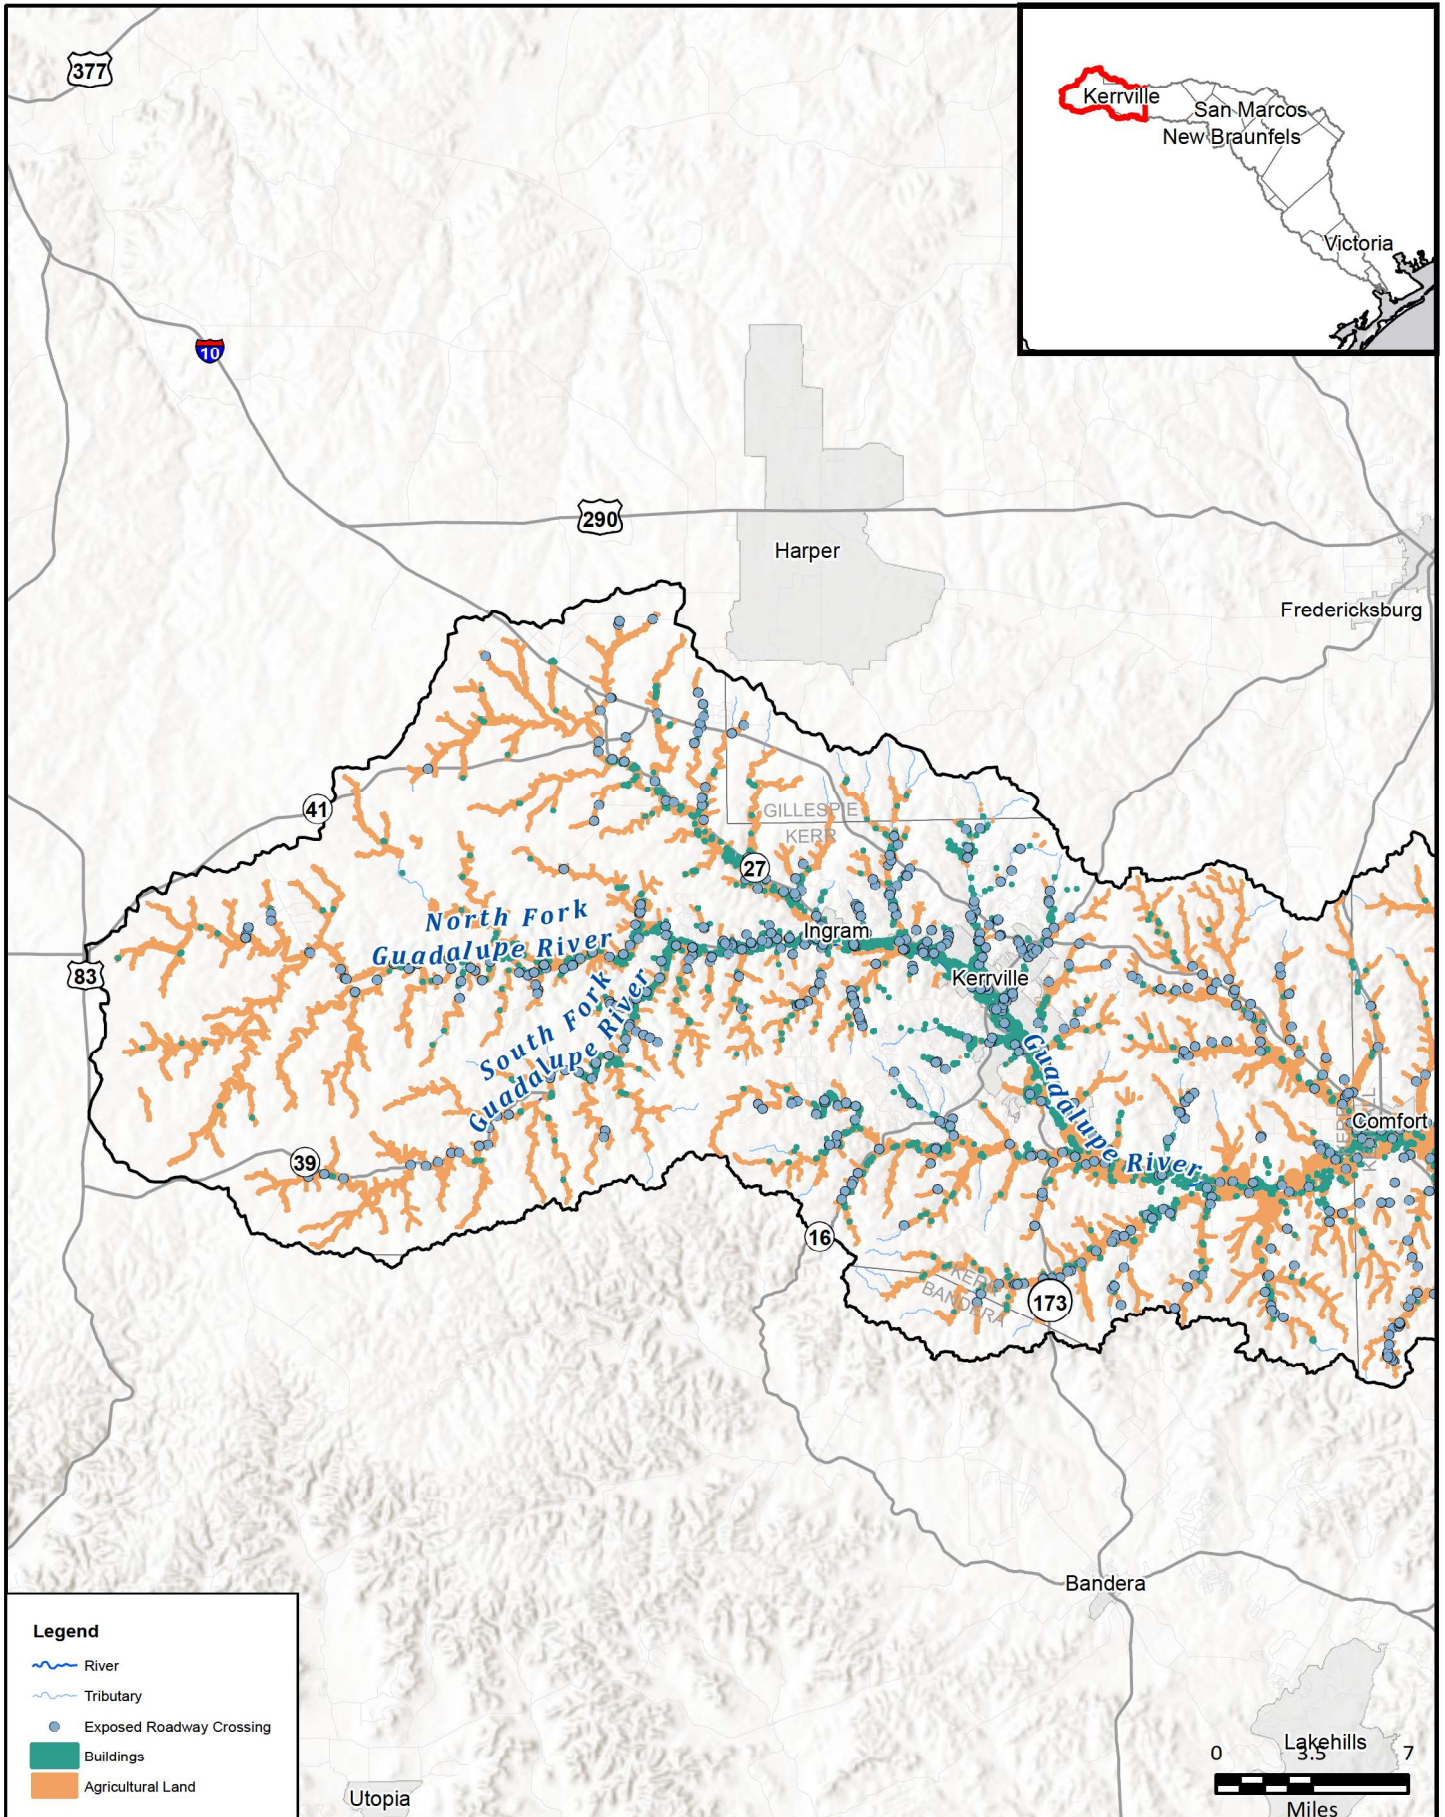 377
Kerrville
San Marcos
New Braunfels
Victoria
10
290
Harper
Fredericksburg
41
GILLESPIE
KERR
27
North Fork
Guadalupe River
Ingram
83
South Fork
Guadalupe River
Kerrville
Guadalupe River
39
Comfort
16
KERR
BANDERA
173
Bandera
Legend
River
Tributary
Exposed Roadway Crossing
Buildings
Agricultural Land
Utopia
Lakehills
0 3.5 7
Miles